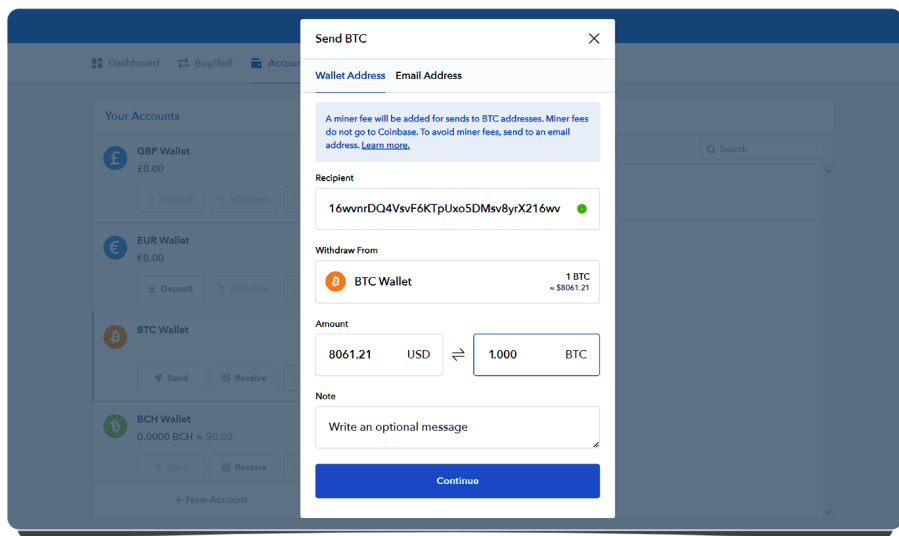 Send BTC
Dashboard Buy/Sell Accour
Wallet Address Email Address
A miner fee will be added for sends to BTC addresses. Miner fees
do not go to Coinbase. To avoid miner fees, send to an email
address. Learn more.
Your Accounts
Search
GBP Wallet
£0.00
Deposit Withdraw
EUR Wallet
€0.00
Deposit Withdraw
BTC Wallet
Send Receive
BCH Wallet
0.0000 BCH ≈ $0.00
Send Receive
+ New Account
Recipient
16wvnrDQ4VsvF6KTpUxo5DMsv8yrX216wv
Withdraw From
BTC Wallet
1 BTC
≈ $8061.21
Amount
8061.21 USD 1.000 BTC
Note
Write an optional message
Continue